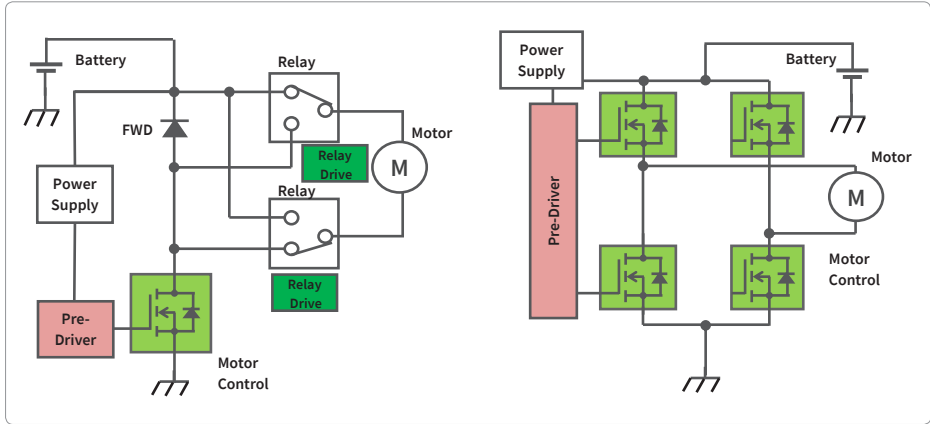 Battery
Relay
FWD
Motor
Relay
Drive
M
Power
Supply
Relay
Relay
Drive
Pre-
Driver
Motor
Control
Power
Supply
Battery
Pre-Driver
Motor
M
Motor
Control